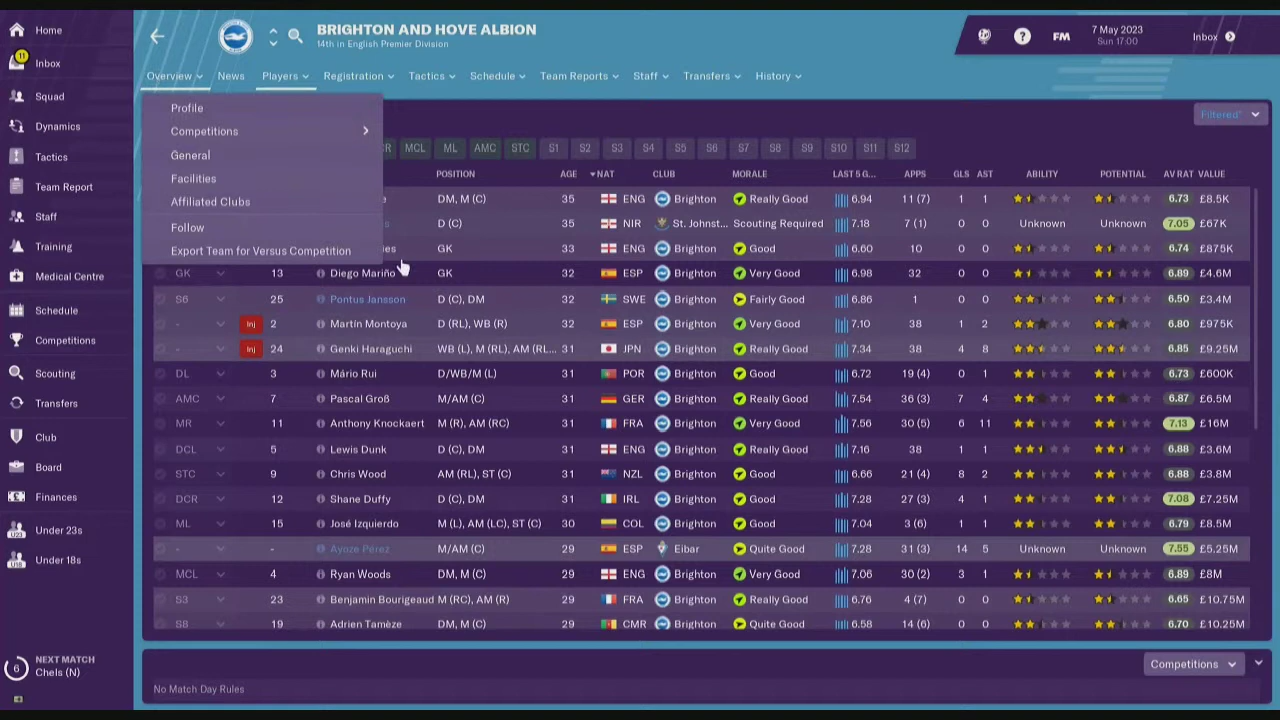 Home
11
Inbox
Squad
Dynamics
Tactics
Team Report
Staff
Training
Medical Centre
Schedule
Competitions
Scouting
Transfers
Club
Board
Finances
U23
Under 23s
U18
Under 18s
6
NEXT MATCH
Chels (N)
BRIGHTON AND HOVE ALBION
14th in English Premier Division
FM
7 May 2023
Sun 17:00
Inbox
Overview News Players Registration Tactics Schedule Team Reports Staff Transfers History
Profile
Competitions
General
Facilities
Affiliated Clubs
Follow
Export Team for Versus Competition
Filtered*
CR MCL ML AMC STC S1 S2 S3 S4 S5 S6 S7 S8 S9 S10 S11 S12
POSITION AGE NAT CLUB MORALE LAST 5 G... APPS GLS AST ABILITY POTENTIAL AV RAT VALUE
e DM, M (C) 35 ENG Brighton Really Good 6.94 11 (7) 1 1 6.73 £8.5K
s D (C) 35 NIR St. Johnst... Scouting Required 7.18 7 (1) 0 0 Unknown Unknown 7.05 £67K
ies GK 33 ENG Brighton Good 6.60 10 0 0 6.74 £875K
GK 13 Diego Mariño GK 32 ESP Brighton Very Good 6.98 32 0 0 6.89 £4.6M
S6 25 Pontus Jansson D (C), DM 32 SWE Brighton Fairly Good 6.86 1 0 0 6.50 £3.4M
- Inj 2 Martín Montoya D (RL), WB (R) 32 ESP Brighton Very Good 7.10 38 1 2 6.80 £975K
- Inj 24 Genki Haraguchi WB (L), M (RL), AM (RL... 31 JPN Brighton Really Good 7.34 38 4 8 6.85 £9.25M
DL 3 Mário Rui D/WB/M (L) 31 POR Brighton Good 6.72 19 (4) 0 1 6.73 £600K
AMC 7 Pascal Groß M/AM (C) 31 GER Brighton Really Good 7.54 36 (3) 7 4 6.87 £6.5M
MR 11 Anthony Knockaert M (R), AM (RC) 31 FRA Brighton Very Good 7.56 30 (5) 6 11 7.13 £16M
DCL 5 Lewis Dunk D (C), DM 31 ENG Brighton Really Good 7.16 38 1 1 6.88 £3.6M
STC 9 Chris Wood AM (RL), ST (C) 31 NZL Brighton Good 6.66 21 (4) 8 2 6.88 £3.8M
DCR 12 Shane Duffy D (C), DM 31 IRL Brighton Good 7.28 27 (3) 4 1 7.08 £7.25M
ML 15 José Izquierdo M (L), AM (LC), ST (C) 30 COL Brighton Good 7.04 3 (6) 1 1 6.79 £8.5M
- - Ayoze Pérez M/AM (C) 29 ESP Eibar Quite Good 7.28 31 (3) 14 5 Unknown Unknown 7.55 £5.25M
MCL 4 Ryan Woods DM, M (C) 29 ENG Brighton Very Good 7.06 30 (2) 3 1 6.89 £8M
S3 23 Benjamin Bourigeaud M (RC), AM (R) 29 FRA Brighton Really Good 6.76 4 (7) 0 0 6.65 £10.75M
S8 19 Adrien Tamèze DM, M (C) 29 CMR Brighton Quite Good 6.58 14 (6) 0 1 6.70 £10.25M
Competitions
No Match Day Rules